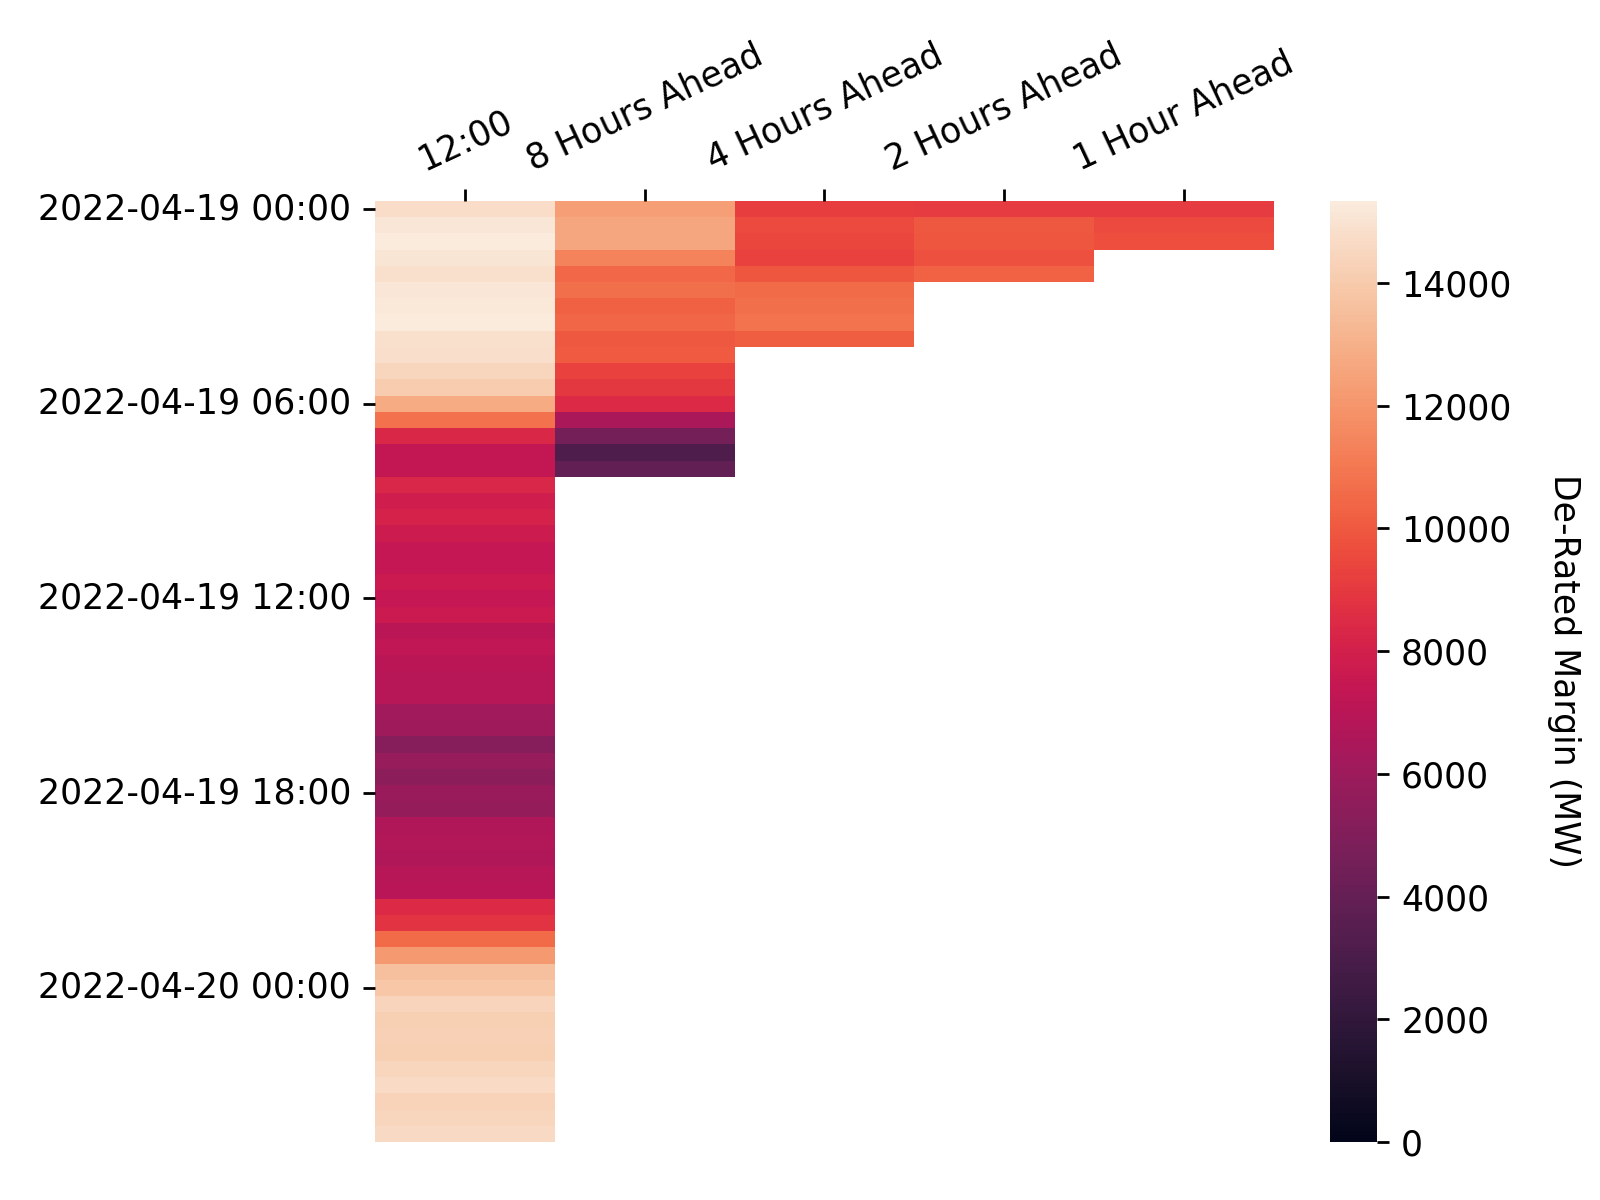 12:00
8 Hours Ahead
4 Hours Ahead
2 Hours Ahead
1 Hour Ahead
2022-04-19 00:00
2022-04-19 06:00
2022-04-19 12:00
2022-04-19 18:00
2022-04-20 00:00
14000
12000
10000
8000
6000
4000
2000
0
De-Rated Margin (MW)